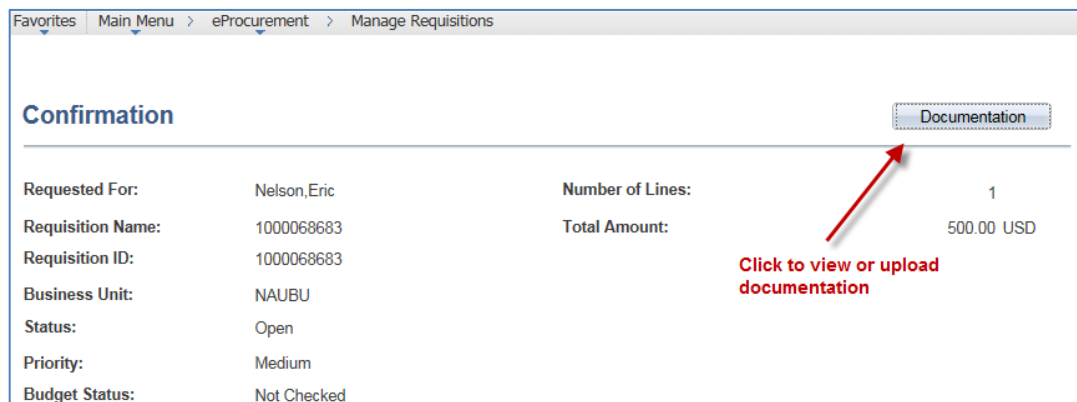 Favorites Main Menu > eProcurement > Manage Requisitions
Confirmation
Documentation
Requested For: Nelson,Eric Number of Lines: 1
Requisition Name: 1000068683 Total Amount: 500.00 USD
Requisition ID: 1000068683
Click to view or upload
documentation
Business Unit: NAUBU
Status: Open
Priority: Medium
Budget Status: Not Checked